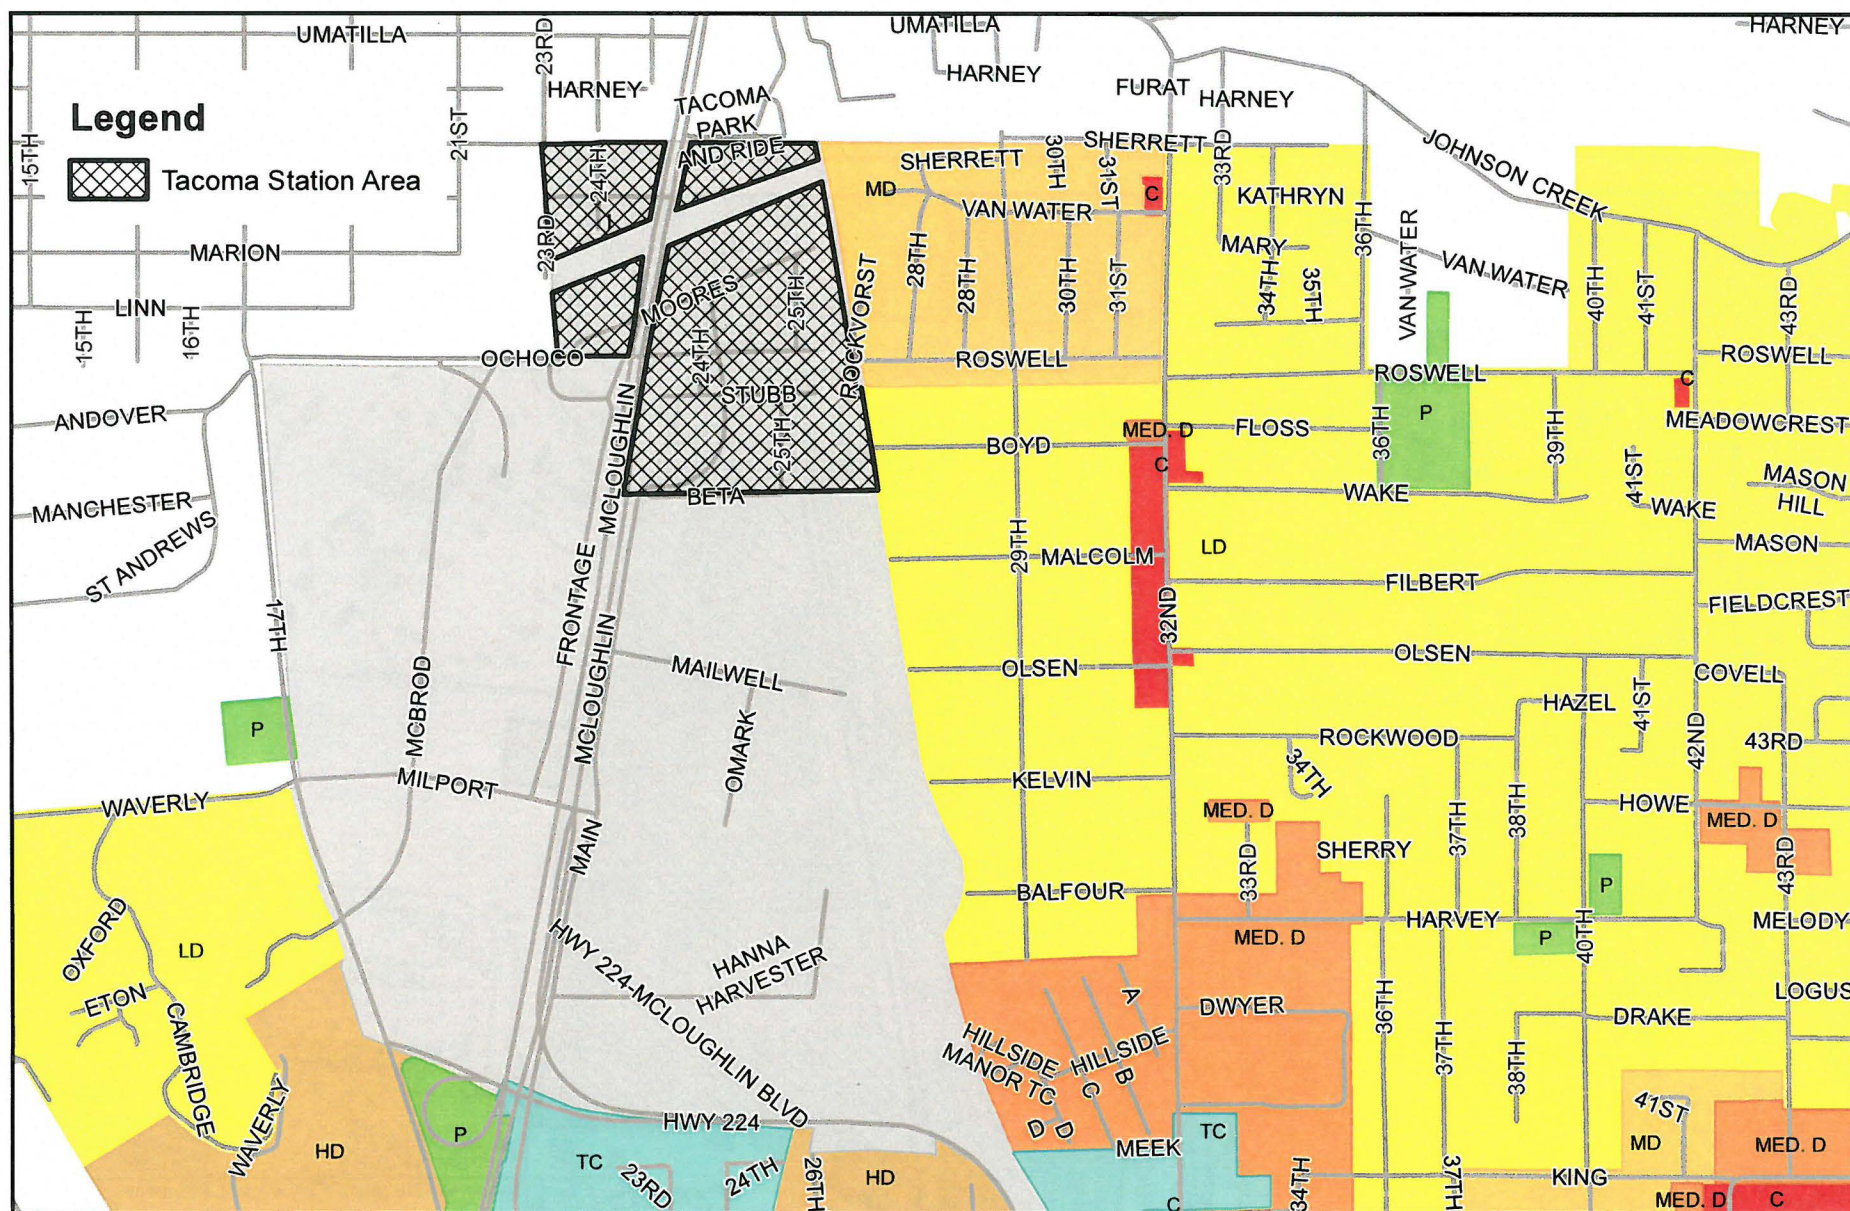 UMATILLA
23RD
UMATILLA
HARNEY
HARNEY
HARNEY
FURAT
HARNEY
TACOMA
PARK
AND RIDE
Legend
Tacoma Station Area
15TH
21ST
24TH
SHERRETT
30TH
31ST
SHERRETT
33RD
JOHNSON CREEK
MD
C
KATHRYN
VAN WATER
36TH
VAN WATER
MARION
23RD
MARY
VAN WATER
28TH
28TH
30TH
31ST
34TH
35TH
40TH
41ST
43RD
LINN
15TH
16TH
MOORES
25TH
ROCKVORST
OCHOCO
24TH
ROSWELL
ROSWELL
ROSWELL
C
STUBB
ANDOVER
MCLOUGHLIN
25TH
BOYD
MED. D
C
FLOSS
36TH
P
39TH
MEADOWCREST
41ST
MASON
HILL
MANCHESTER
BETA
WAKE
WAKE
ST ANDREWS
29TH
MALCOLM
LD
MASON
FRONTAGE
FILBERT
FIELDCREST
17TH
32ND
MCLOUGHLIN
MAILWELL
OLSEN
OLSEN
COVELL
MCBROD
HAZEL
41ST
P
OMARK
ROCKWOOD
42ND
43RD
MILPORT
KELVIN
34TH
WAVERLY
MED. D
37TH
38TH
HOWE
MED. D
MAIN
33RD
SHERRY
43RD
BALFOUR
P
HARVEY
MELODY
OXFORD
LD
HWY 224-MCLOUGHLIN BLVD
HANNA
HARVESTER
MED. D
P
40TH
ETON
A
DWYER
36TH
LOGUS
DRAKE
CAMBRIDGE
HILLSIDE
MANOR TC
HILLSIDE
B
C
D
D
37TH
38TH
41ST
WAVERLY
HD
P
HWY 224
TC
MEEK
MD
MED. D
TC
23RD
24TH
26TH
HD
34TH
37TH
KING
C
MED. D
C